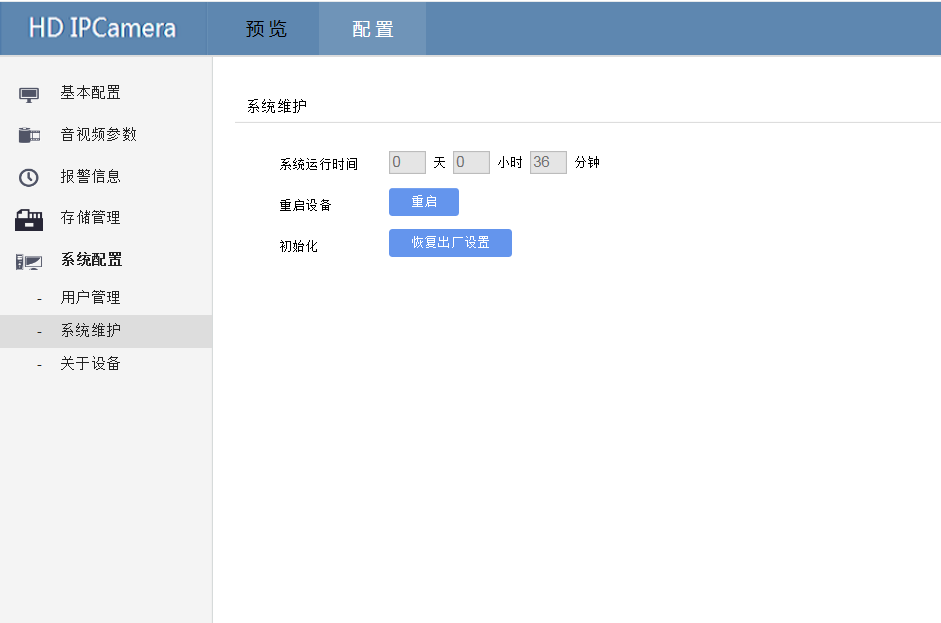 HD IPCamera 预览 配置
基本配置
音视频参数
报警信息
存储管理
系统配置
- 用户管理
- 系统维护
- 关于设备
系统维护
系统运行时间 0 天 0 小时 36 分钟
重启设备 重启
初始化 恢复出厂设置